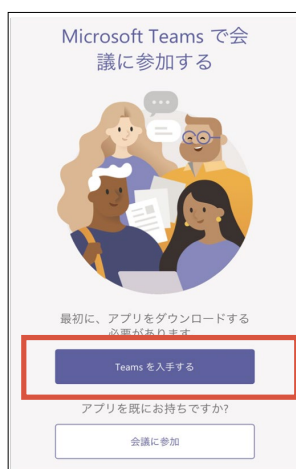 Microsoft Teams で会
議に参加する
最初に、アプリをダウンロードする
必要があります
Teams を入手する
アプリを既にお持ちですか?
会議に参加